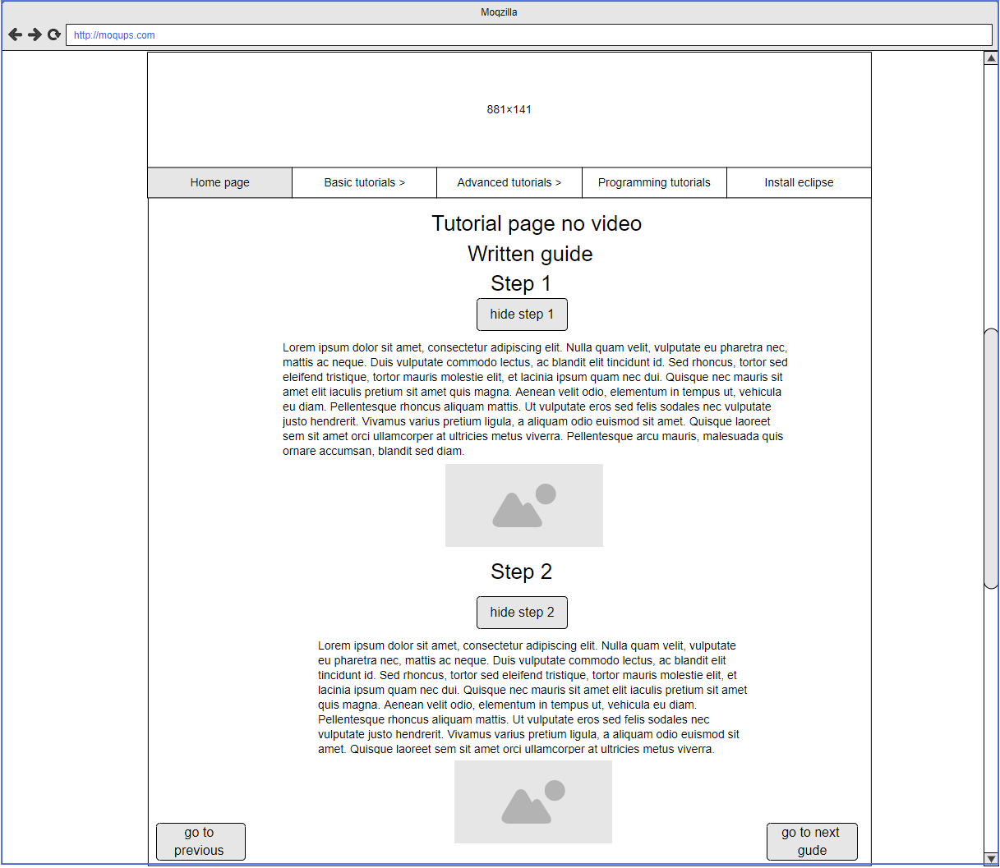 Moqzilla
http://moqups.com
881×141
Home page
Basic tutorials >
Advanced tutorials >
Programming tutorials
Install eclipse
Tutorial page no video
Written guide
Step 1
hide step 1
Lorem ipsum dolor sit amet, consectetur adipiscing elit. Nulla quam velit, vulputate eu pharetra nec,
mattis ac neque. Duis vulputate commodo lectus, ac blandit elit tincidunt id. Sed rhoncus, tortor sed
eleifend tristique, tortor mauris molestie elit, et lacinia ipsum quam nec dui. Quisque nec mauris sit
amet elit iaculis pretium sit amet quis magna. Aenean velit odio, elementum in tempus ut, vehicula
eu diam. Pellentesque rhoncus aliquam mattis. Ut vulputate eros sed felis sodales nec vulputate
justo hendrerit. Vivamus varius pretium ligula, a aliquam odio euismod sit amet. Quisque laoreet
sem sit amet orci ullamcorper at ultricies metus viverra. Pellentesque arcu mauris, malesuada quis
ornare accumsan, blandit sed diam.
Step 2
hide step 2
Lorem ipsum dolor sit amet, consectetur adipiscing elit. Nulla quam velit, vulputate
eu pharetra nec, mattis ac neque. Duis vulputate commodo lectus, ac blandit elit
tincidunt id. Sed rhoncus, tortor sed eleifend tristique, tortor mauris molestie elit, et
lacinia ipsum quam nec dui. Quisque nec mauris sit amet elit iaculis pretium sit amet
quis magna. Aenean velit odio, elementum in tempus ut, vehicula eu diam.
Pellentesque rhoncus aliquam mattis. Ut vulputate eros sed felis sodales nec
vulputate justo hendrerit. Vivamus varius pretium ligula, a aliquam odio euismod sit
amet. Quisque laoreet sem sit amet orci ullamcorper at ultricies metus viverra.
go to
previous
go to next
gude